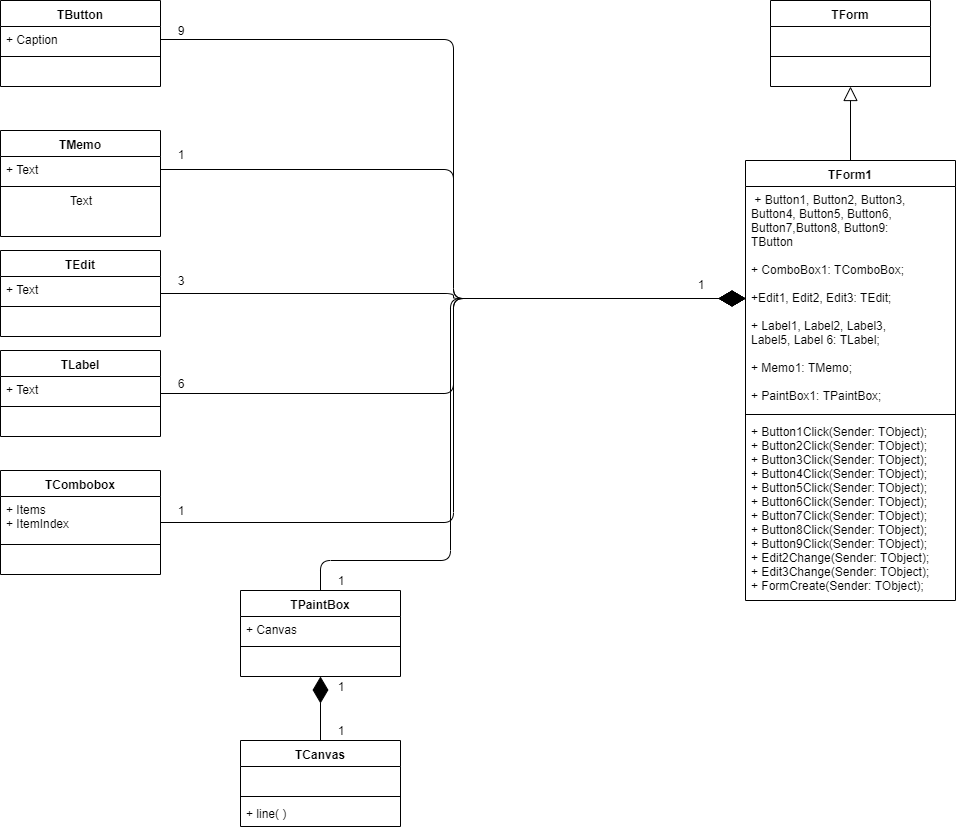 TButton
+ Caption
9
TMemo
+ Text
Text
1
TEdit
+ Text
3
TLabel
+ Text
6
TCombobox
+ Items
+ ItemIndex
1
1
TPaintBox
+ Canvas
1
1
TCanvas
+ line( )
TForm
TForm1
+ Button1, Button2, Button3,
Button4, Button5, Button6,
Button7,Button8, Button9:
TButton
+ ComboBox1: TComboBox;
+Edit1, Edit2, Edit3: TEdit;
+ Label1, Label2, Label3,
Label5, Label 6: TLabel;
+ Memo1: TMemo;
+ PaintBox1: TPaintBox;
1
+ Button1Click(Sender: TObject);
+ Button2Click(Sender: TObject);
+ Button3Click(Sender: TObject);
+ Button4Click(Sender: TObject);
+ Button5Click(Sender: TObject);
+ Button6Click(Sender: TObject);
+ Button7Click(Sender: TObject);
+ Button8Click(Sender: TObject);
+ Button9Click(Sender: TObject);
+ Edit2Change(Sender: TObject);
+ Edit3Change(Sender: TObject);
+ FormCreate(Sender: TObject);